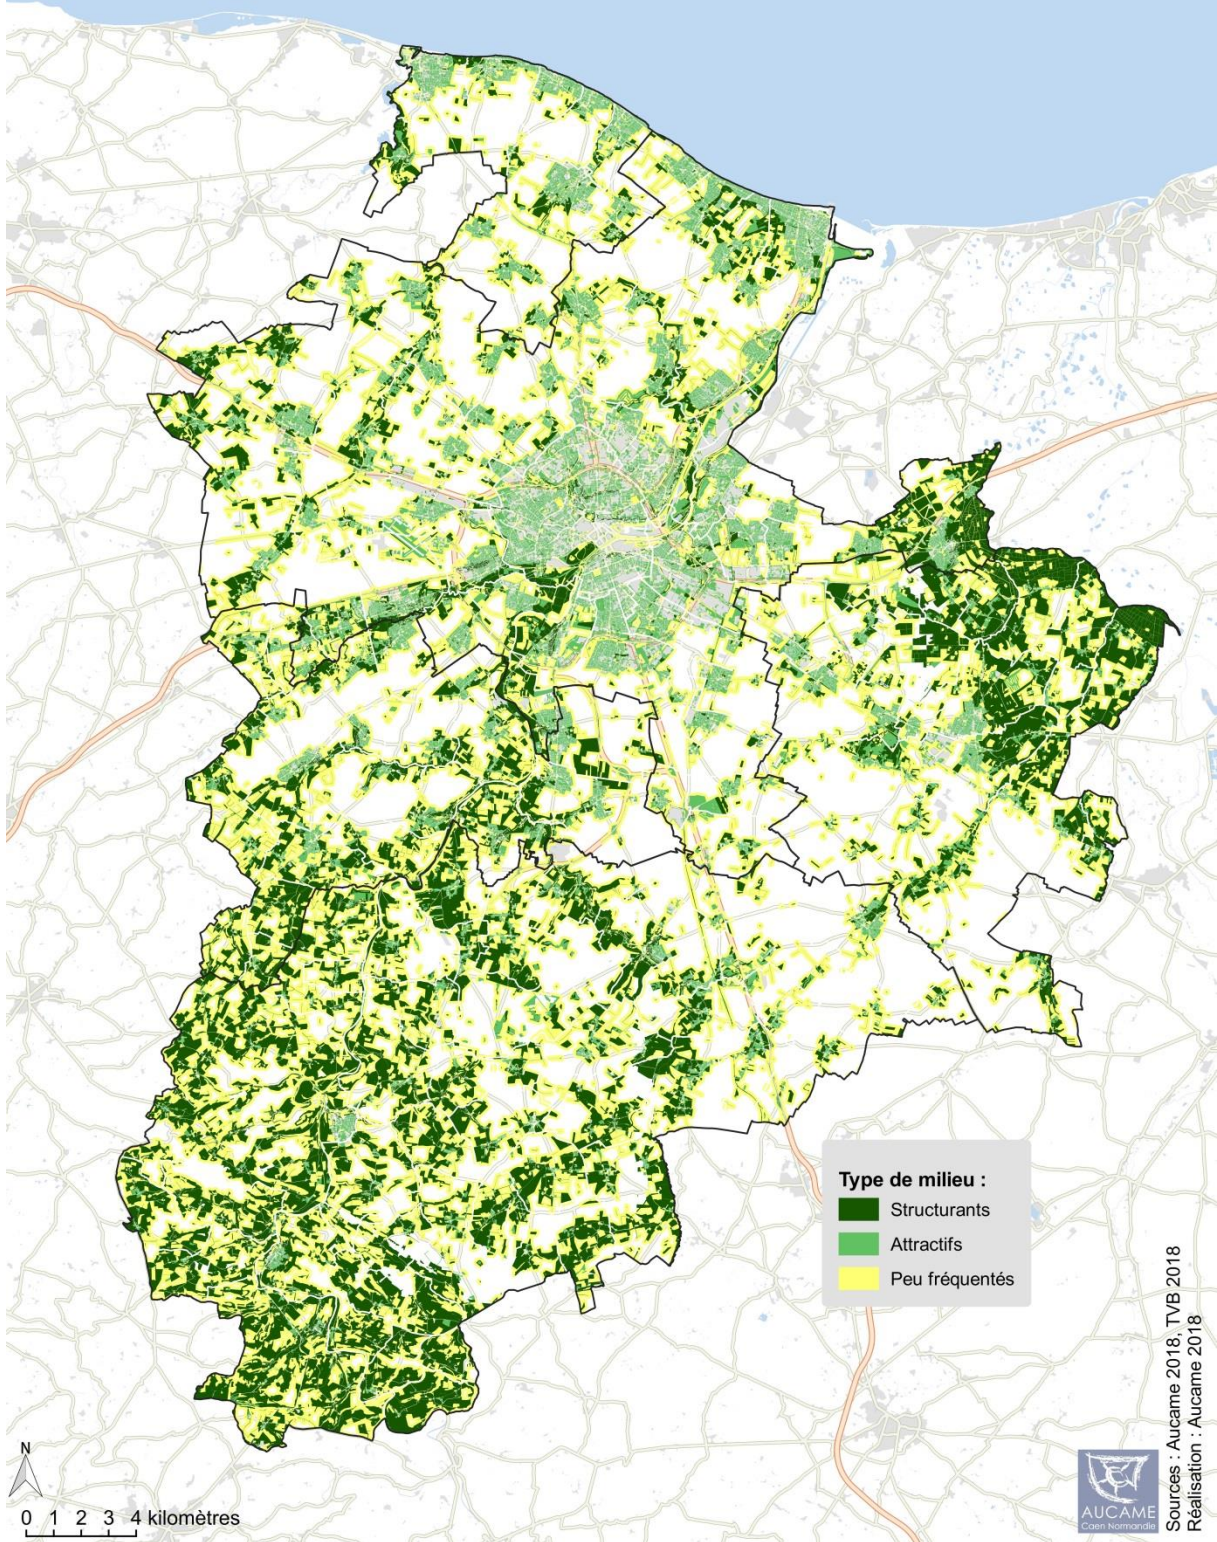 Type de milieu :
Structurants
Attractifs
Peu fréquentés
N
0 1 2 3 4 kilomètres
AUCAME
Caen Normandie
Sources : Aucame 2018, TVB 2018
Réalisation : Aucame 2018